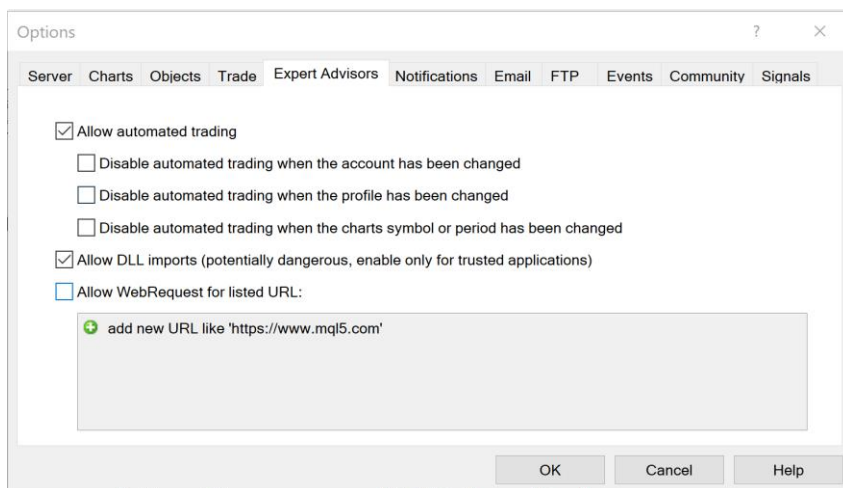 Options ?
Server Charts Objects Trade Expert Advisors Notifications Email FTP Events Community Signals
Allow automated trading
Disable automated trading when the account has been changed
Disable automated trading when the profile has been changed
Disable automated trading when the charts symbol or period has been changed
Allow DLL imports (potentially dangerous, enable only for trusted applications)
Allow WebRequest for listed URL:
add new URL like 'https://www.mql5.com'
OK Cancel Help